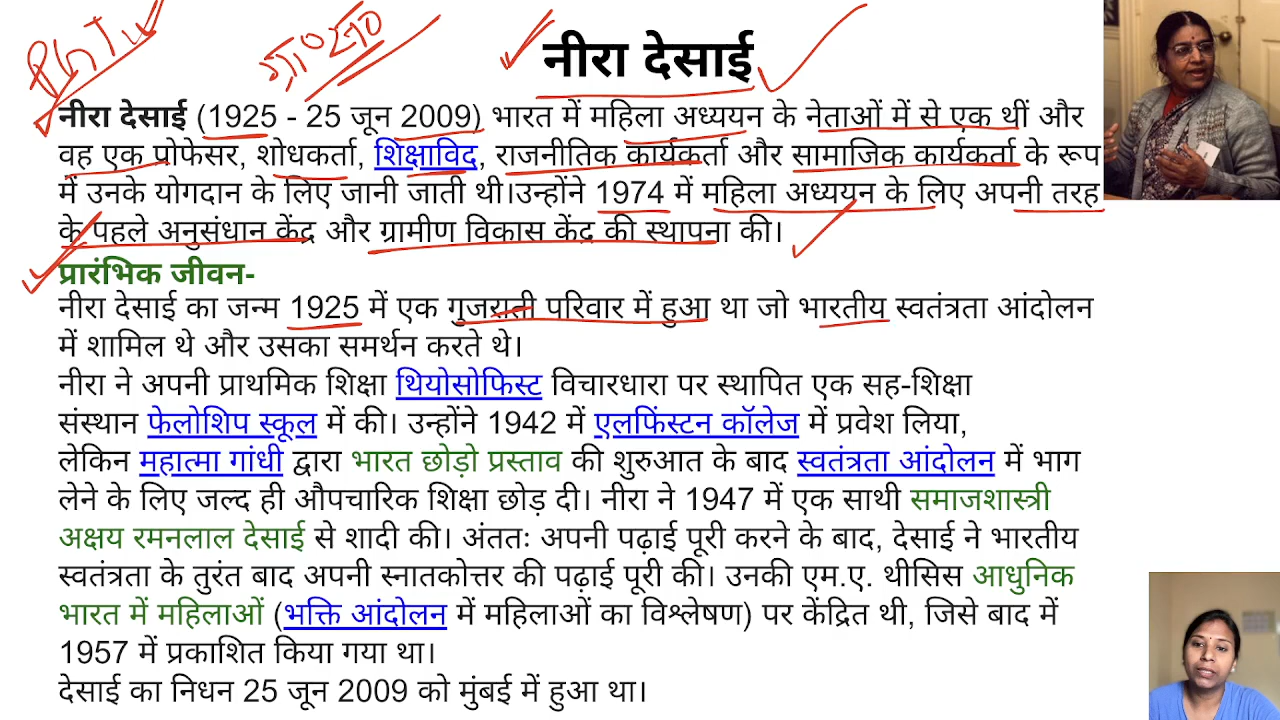 नीरा देसाई
नीरा देसाई (1925 - 25 जून 2009) भारत में महिला अध्ययन के नेताओं में से एक थीं और
वह एक प्रोफेसर, शोधकर्ता, शिक्षाविद, राजनीतिक कार्यकर्ता और सामाजिक कार्यकर्ता के रूप
में उनके योगदान के लिए जानी जाती थी।उन्होंने 1974 में महिला अध्ययन के लिए अपनी तरह
के पहले अनुसंधान केंद्र और ग्रामीण विकास केंद्र की स्थापना की।
प्रारंभिक जीवन-
नीरा देसाई का जन्म 1925 में एक गुजराती परिवार में हुआ था जो भारतीय स्वतंत्रता आंदोलन
में शामिल थे और उसका समर्थन करते थे।
नीरा ने अपनी प्राथमिक शिक्षा थियोसोफिस्ट विचारधारा पर स्थापित एक सह-शिक्षा
संस्थान फेलोशिप स्कूल में की। उन्होंने 1942 में एलफिंस्टन कॉलेज में प्रवेश लिया,
लेकिन महात्मा गांधी द्वारा भारत छोड़ो प्रस्ताव की शुरुआत के बाद स्वतंत्रता आंदोलन में भाग
लेने के लिए जल्द ही औपचारिक शिक्षा छोड़ दी। नीरा ने 1947 में एक साथी समाजशास्त्री
अक्षय रमनलाल देसाई से शादी की। अंततः अपनी पढ़ाई पूरी करने के बाद, देसाई ने भारतीय
स्वतंत्रता के तुरंत बाद अपनी स्नातकोत्तर की पढ़ाई पूरी की। उनकी एम.ए. थीसिस आधुनिक
भारत में महिलाओं (भक्ति आंदोलन में महिलाओं का विश्लेषण) पर केंद्रित थी, जिसे बाद में
1957 में प्रकाशित किया गया था।
देसाई का निधन 25 जून 2009 को मुंबई में हुआ था।